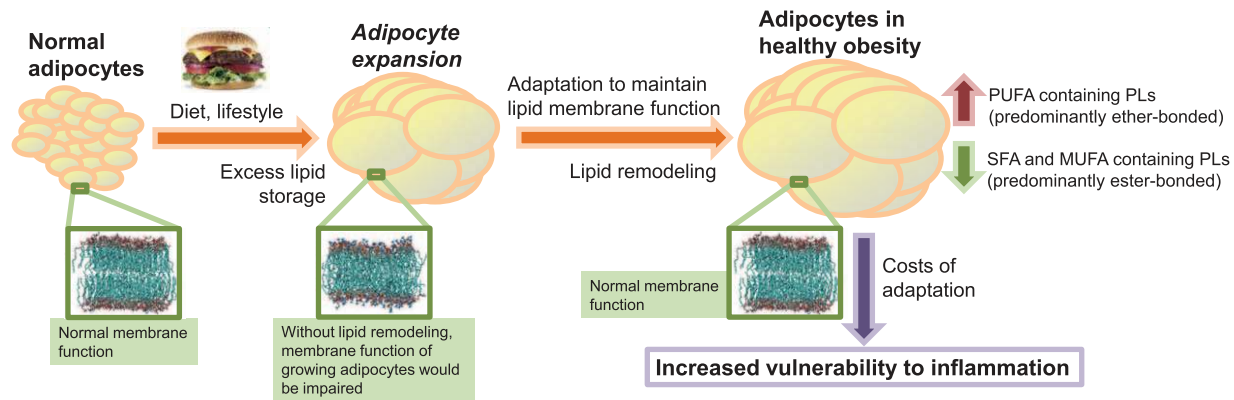 Normal
adipocytes
Diet, lifestyle
Excess lipid
storage
Adipocyte
expansion
Adaptation to maintain
lipid membrane function
Lipid remodeling
Adipocytes in
healthy obesity
PUFA containing PLs
(predominantly ether-bonded)
SFA and MUFA containing PLs
(predominantly ester-bonded)
Normal membrane
function
Without lipid remodeling,
membrane function of
growing adipocytes would
be impaired
Normal membrane
function
Costs of
adaptation
Increased vulnerability to inflammation